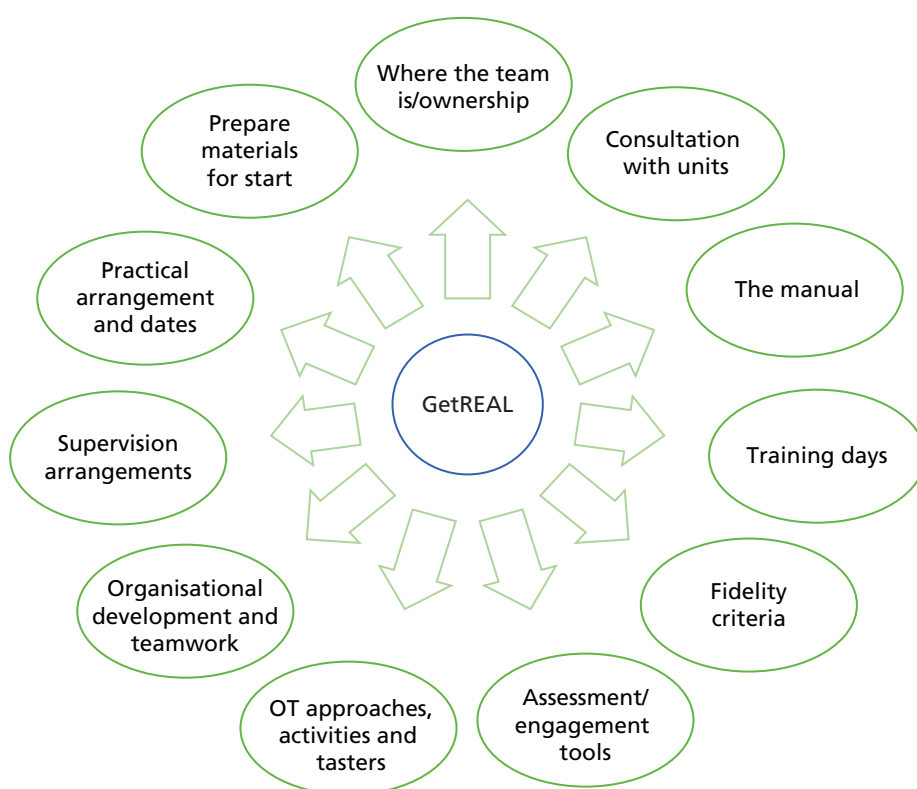 Where the team
is/ownership
Consultation
with units
The manual
Training days
Fidelity
criteria
Assessment/
engagement
tools
OT approaches,
activities and
tasters
Organisational
development and
teamwork
Supervision
arrangements
Practical
arrangement
and dates
Prepare
materials
for start
GetREAL